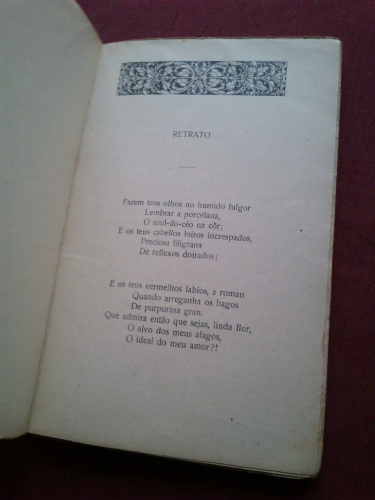 RETRATO
Fazem teus olhos no humido fulgor
Lembrar a porcelana,
O azul-do-céo na côr;
E os teus cabellos loiros increspados,
Preciosa filigrana
De reflexos doirados;
E os teus vermelhos labios, a roman
Quando arreganha os bagos
De purpurina gran.
Que admira então que sejas, linda flor,
O alvo dos meus afagos,
O ideal do meu amor?!